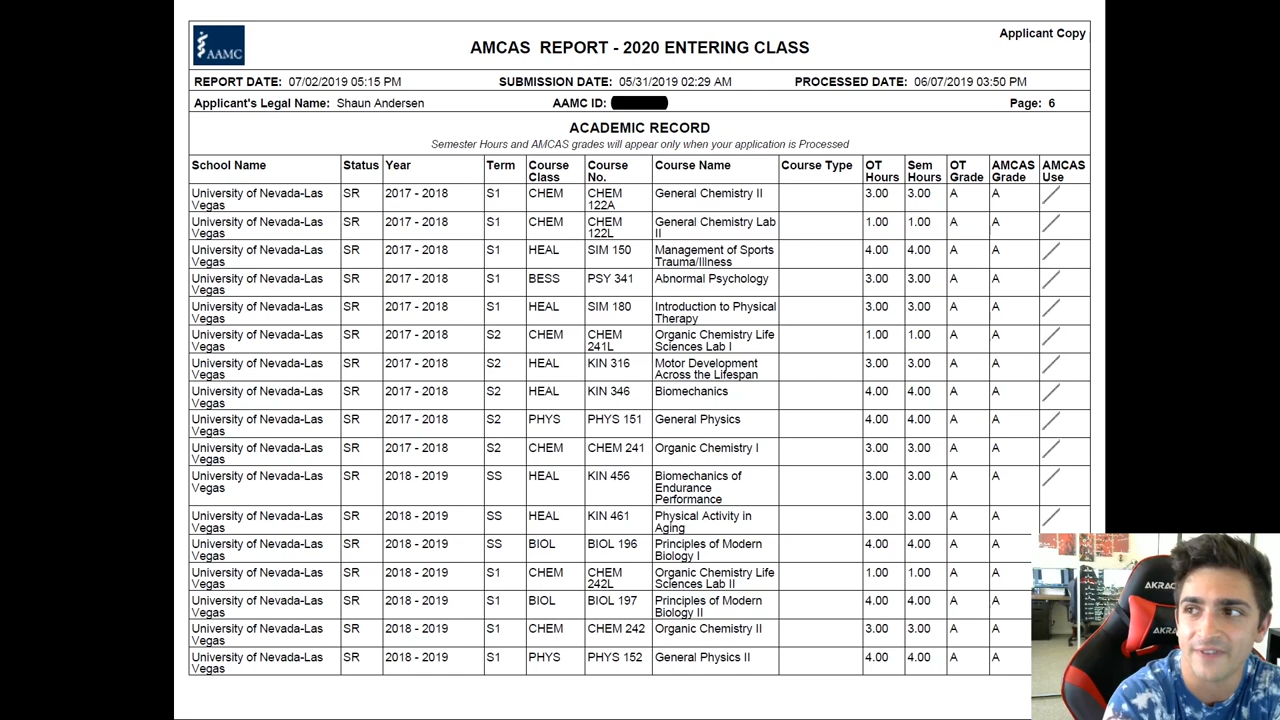 AAMC
Applicant Copy
AMCAS REPORT - 2020 ENTERING CLASS
REPORT DATE: 07/02/2019 05:15 PM SUBMISSION DATE: 05/31/2019 02:29 AM PROCESSED DATE: 06/07/2019 03:50 PM
Applicant's Legal Name: Shaun Andersen AAMC ID: Page: 6
ACADEMIC RECORD
Semester Hours and AMCAS grades will appear only when your application is Processed
School Name Status Year Term Course Course Course Name Course Type OT Sem OT AMCAS AMCAS
Class No. Hours Hours Grade Grade Use
University of Nevada-Las SR 2017 - 2018 S1 CHEM CHEM General Chemistry II 3.00 3.00 A A
Vegas 122A
University of Nevada-Las SR 2017 - 2018 S1 CHEM CHEM General Chemistry Lab 1.00 1.00 A A
Vegas 122L II
University of Nevada-Las SR 2017 - 2018 S1 HEAL SIM 150 Management of Sports 4.00 4.00 A A
Vegas Trauma/Illness
University of Nevada-Las SR 2017 - 2018 S1 BESS PSY 341 Abnormal Psychology 3.00 3.00 A A
Vegas
University of Nevada-Las SR 2017 - 2018 S1 HEAL SIM 180 Introduction to Physical 3.00 3.00 A A
Vegas Therapy
University of Nevada-Las SR 2017 - 2018 S2 CHEM CHEM Organic Chemistry Life 1.00 1.00 A A
Vegas 241L Sciences Lab I
University of Nevada-Las SR 2017 - 2018 S2 HEAL KIN 316 Motor Development 3.00 3.00 A A
Vegas Across the Lifespan
University of Nevada-Las SR 2017 - 2018 S2 HEAL KIN 346 Biomechanics 4.00 4.00 A A
Vegas
University of Nevada-Las SR 2017 - 2018 S2 PHYS PHYS 151 General Physics 4.00 4.00 A A
Vegas
University of Nevada-Las SR 2017 - 2018 S2 CHEM CHEM 241 Organic Chemistry I 3.00 3.00 A A
Vegas
University of Nevada-Las SR 2018 - 2019 SS HEAL KIN 456 Biomechanics of 3.00 3.00 A A
Vegas Endurance
Performance
University of Nevada-Las SR 2018 - 2019 SS HEAL KIN 461 Physical Activity in 3.00 3.00 A A
Vegas Aging
University of Nevada-Las SR 2018 - 2019 SS BIOL BIOL 196 Principles of Modern 4.00 4.00 A A
Vegas Biology I
University of Nevada-Las SR 2018 - 2019 S1 CHEM CHEM Organic Chemistry Life 1.00 1.00 A A
Vegas 242L Sciences Lab II
University of Nevada-Las SR 2018 - 2019 S1 BIOL BIOL 197 Principles of Modern 4.00 4.00 A A
Vegas Biology II
University of Nevada-Las SR 2018 - 2019 S1 CHEM CHEM 242 Organic Chemistry II 3.00 3.00 A A
Vegas
University of Nevada-Las SR 2018 - 2019 S1 PHYS PHYS 152 General Physics II 4.00 4.00 A A
Vegas
AKRAC
AKRA